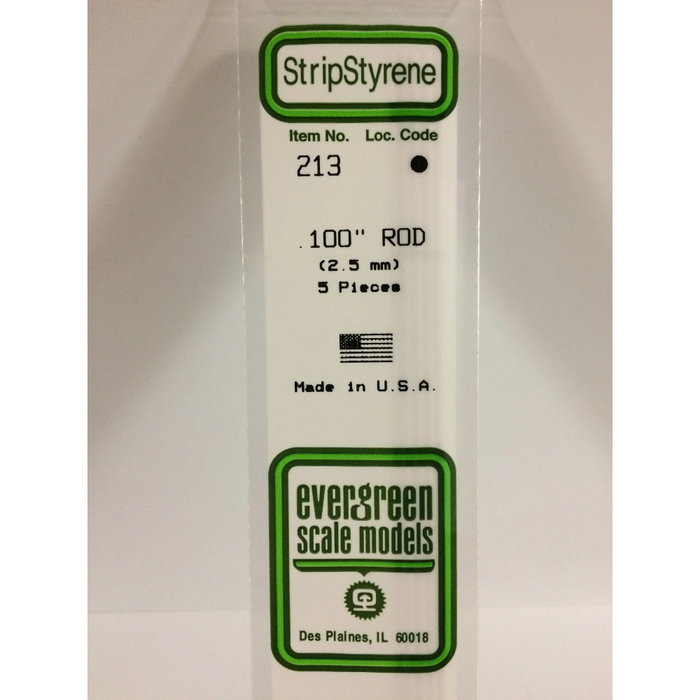 StripStyrene
Item No. Loc. Code
213 ●
.100" ROD
(2.5 mm)
5 Pieces
Made in U.S.A.
evergreen
scale models
Des Plaines, IL 60018